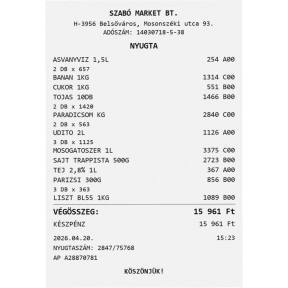 SZABÓ MARKET BT.
H-3956 Belsőváros, Mosonszéki utca 93.
ADÓSZÁM: 14030718-5-38
NYUGTA
ASVANYVIZ 1,5L 254 A00
2 DB x 657
BANAN 1KG 1314 C00
CUKOR 1KG 551 B00
TOJAS 10DB 1466 B00
2 DB x 1420
PARADICSOM KG 2840 C00
2 DB x 563
UDITO 2L 1126 A00
3 DB x 1125
MOSOGATOSZER 1L 3375 C00
SAJT TRAPPISTA 500G 2723 B00
TEJ 2,8% 1L 367 A00
PARIZSI 300G 856 B00
3 DB x 363
LISZT BL55 1KG 1089 B00
VÉGÖSSZEG: 15 961 Ft
KÉSZPÉNZ 15 961 Ft
2026.04.20. 15:23
NYUGTASZÁM: 2847/75768
AP A28870781
KÖSZÖNJÜK!